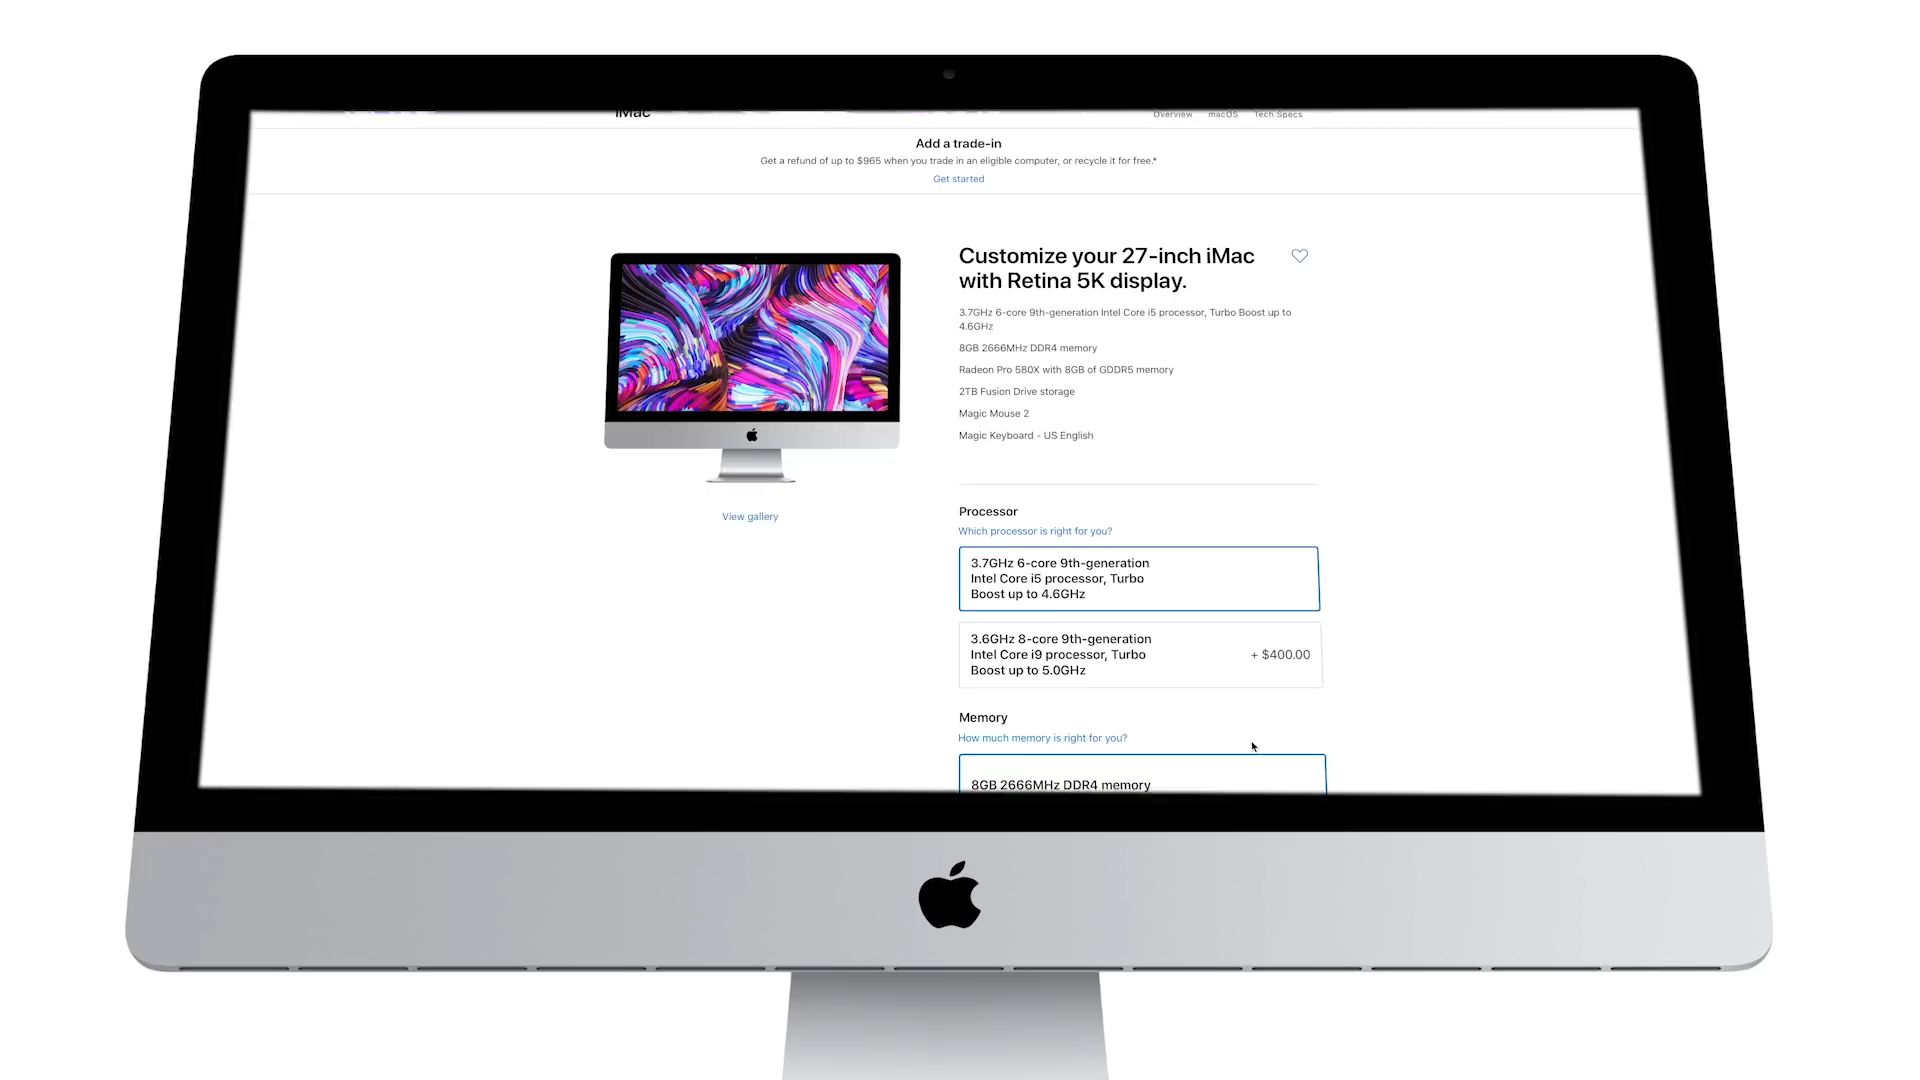 iMac
Overview macOS Tech Specs
Add a trade-in
Get a refund of up to $965 when you trade in an eligible computer, or recycle it for free.*
Get started
Customize your 27-inch iMac
with Retina 5K display.
3.7GHz 6-core 9th-generation Intel Core i5 processor, Turbo Boost up to
4.6GHz
8GB 2666MHz DDR4 memory
Radeon Pro 580X with 8GB of GDDR5 memory
2TB Fusion Drive storage
Magic Mouse 2
Magic Keyboard - US English
View gallery
Processor
Which processor is right for you?
3.7GHz 6-core 9th-generation
Intel Core i5 processor, Turbo
Boost up to 4.6GHz
3.6GHz 8-core 9th-generation
Intel Core i9 processor, Turbo
Boost up to 5.0GHz
+ $400.00
Memory
How much memory is right for you?
8GB 2666MHz DDR4 memory